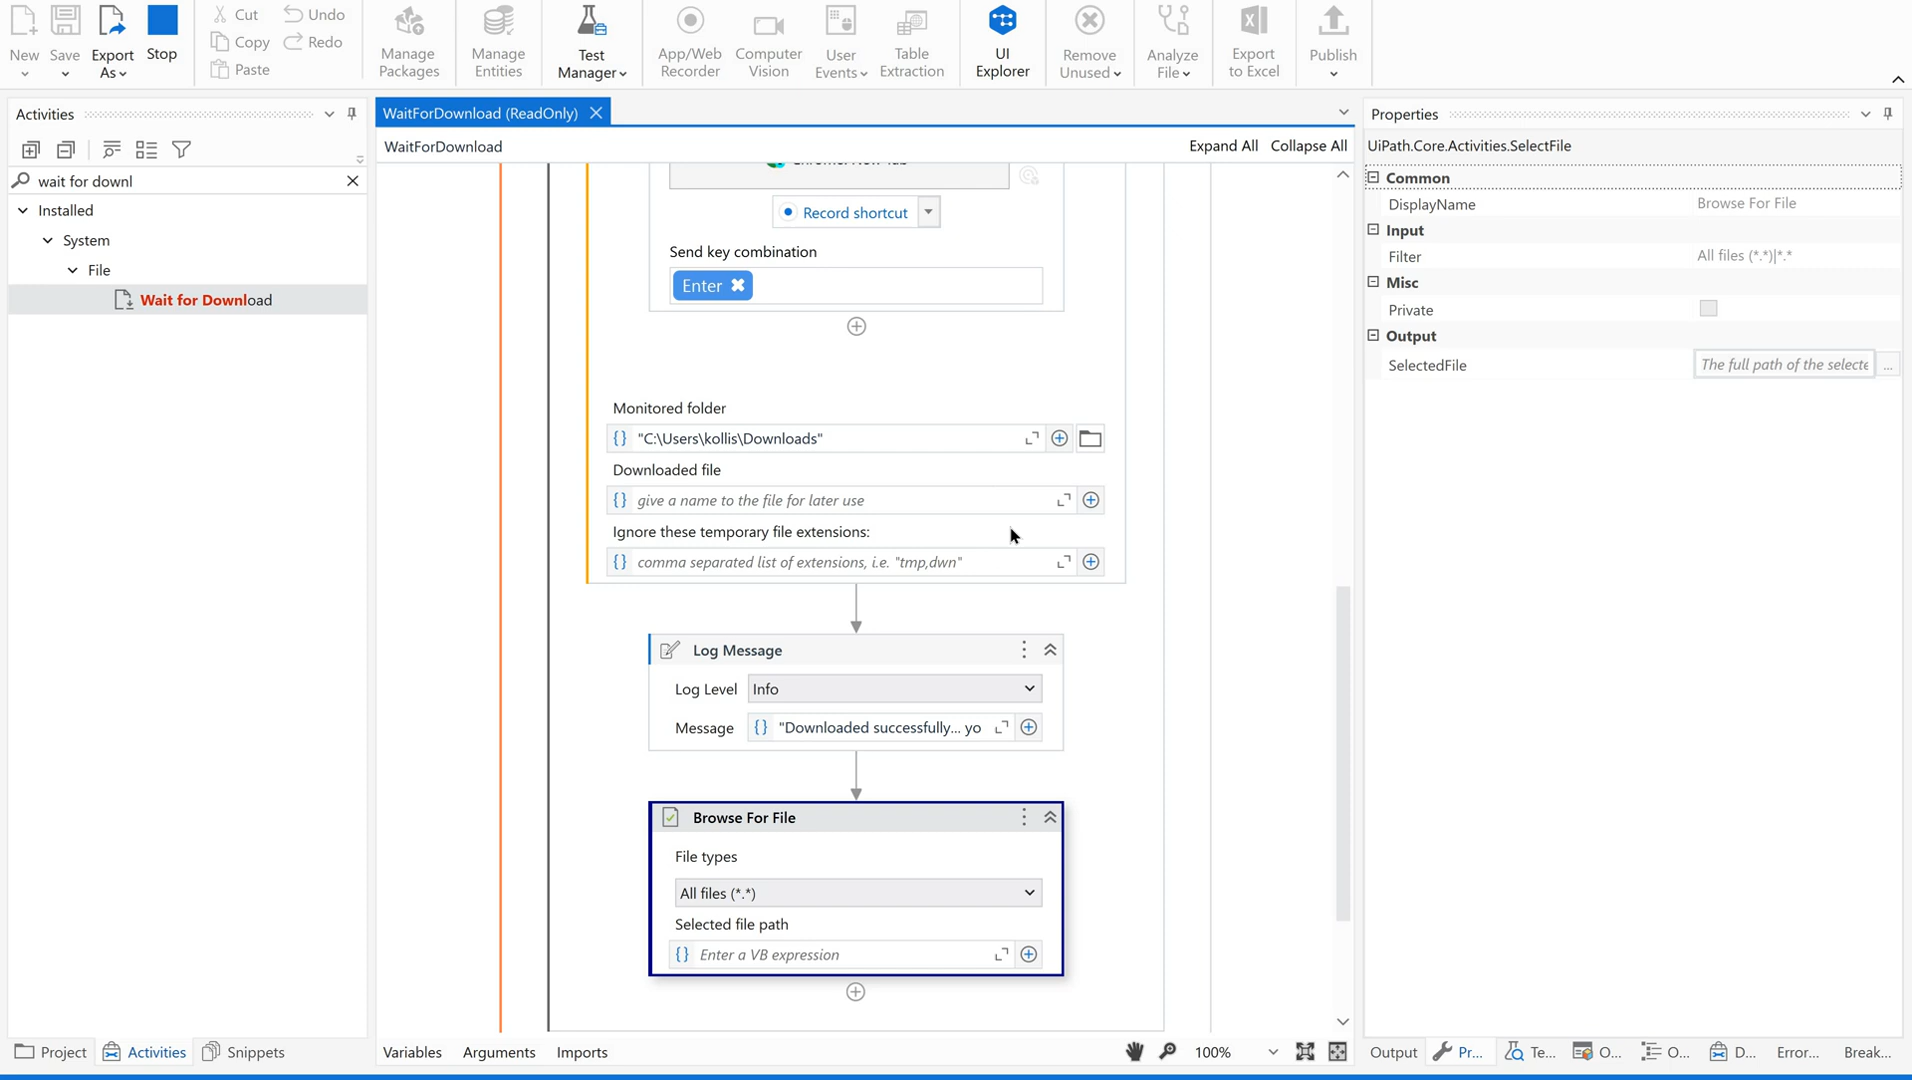 New
Save
Export
As
Stop
Cut
Copy
Paste
Undo
Redo
Manage
Packages
Manage
Entities
Test
Manager
App/Web
Recorder
Computer
Vision
User
Events
Table
Extraction
UI
Explorer
Remove
Unused
Analyze
File
Export
to Excel
Publish
Activities
wait for downl
Installed
System
File
Wait for Download
WaitForDownload (ReadOnly)
WaitForDownload
Expand All
Collapse All
Record shortcut
Send key combination
Enter
Monitored folder
"C:\Users\kollis\Downloads"
Downloaded file
give a name to the file for later use
Ignore these temporary file extensions:
comma separated list of extensions, i.e. "tmp,dwn"
Log Message
Log Level
Info
Message
"Downloaded successfully... yo
Browse For File
File types
All files (*.*)
Selected file path
Enter a VB expression
Properties
UiPath.Core.Activities.SelectFile
Common
DisplayName
Browse For File
Input
Filter
All files (*.*)|*.*
Misc
Private
Output
SelectedFile
The full path of the selecte
...
Project
Activities
Snippets
Variables
Arguments
Imports
100%
Output
Pr...
Te...
O...
O...
D...
Error...
Break...